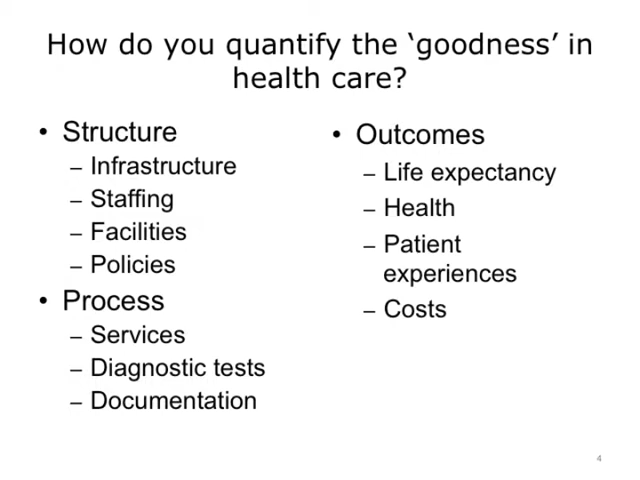 How do you quantify the ‘goodness’ in
health care?
• Structure
– Infrastructure
– Staffing
– Facilities
– Policies
• Process
– Services
– Diagnostic tests
– Documentation
• Outcomes
– Life expectancy
– Health
– Patient
experiences
– Costs
4